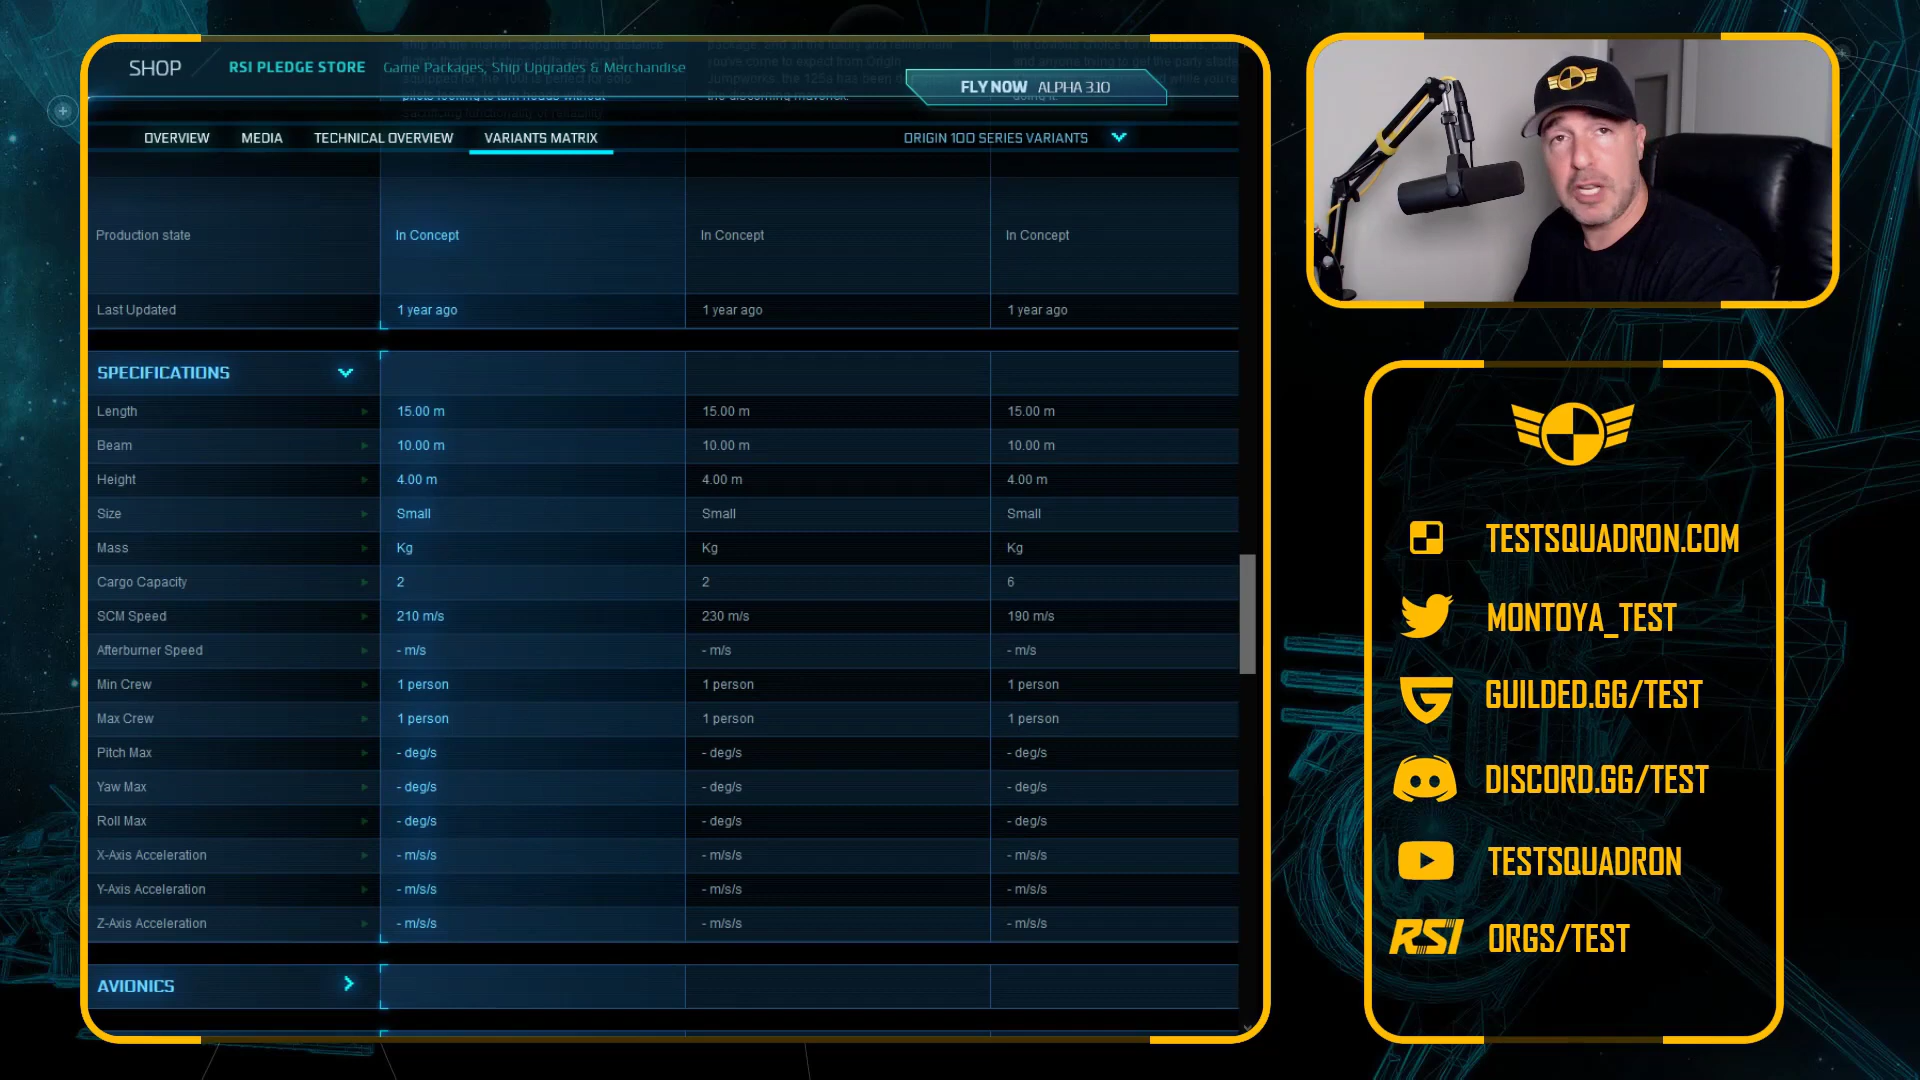 SHOP
RSI PLEDGE STORE Game Packages, Ship Upgrades & Merchandise
FLY NOW ALPHA 3.10
OVERVIEW MEDIA TECHNICAL OVERVIEW VARIANTS MATRIX ORIGIN 100 SERIES VARIANTS
Production state In Concept In Concept In Concept
Last Updated 1 year ago 1 year ago 1 year ago
SPECIFICATIONS
Length 15.00 m 15.00 m 15.00 m
Beam 10.00 m 10.00 m 10.00 m
Height 4.00 m 4.00 m 4.00 m
Size Small Small Small
Mass Kg Kg Kg
Cargo Capacity 2 2 6
SCM Speed 210 m/s 230 m/s 190 m/s
Afterburner Speed - m/s - m/s - m/s
Min Crew 1 person 1 person 1 person
Max Crew 1 person 1 person 1 person
Pitch Max - deg/s - deg/s - deg/s
Yaw Max - deg/s - deg/s - deg/s
Roll Max - deg/s - deg/s - deg/s
X-Axis Acceleration - m/s/s - m/s/s - m/s/s
Y-Axis Acceleration - m/s/s - m/s/s - m/s/s
Z-Axis Acceleration - m/s/s - m/s/s - m/s/s
AVIONICS
TESTSQUADRON.COM
MONTOYA_TEST
GUILDED.GG/TEST
DISCORD.GG/TEST
TESTSQUADRON
RSI ORGS/TEST